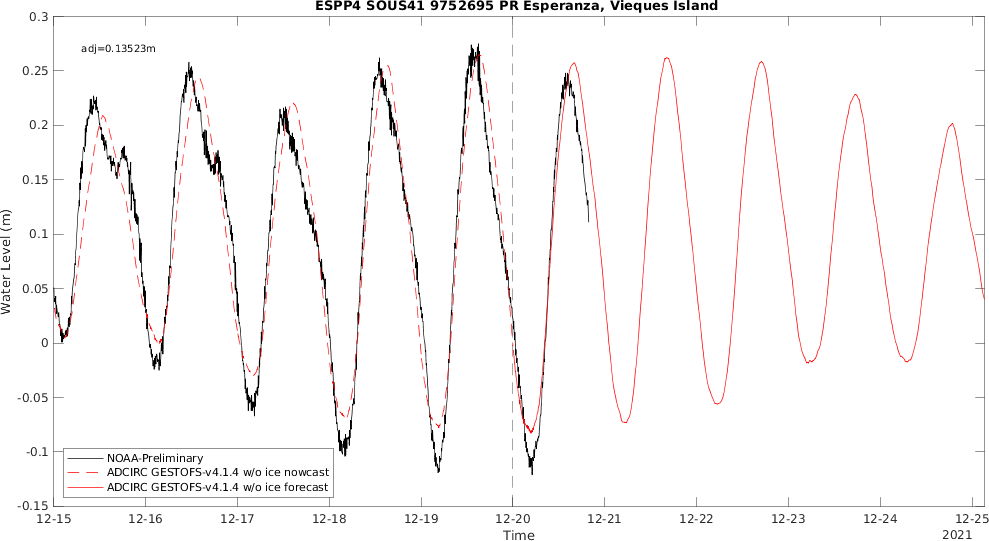 ESPP4 SOUS41 9752695 PR Esperanza, Vieques Island
adj=0.13523m
0.3
0.25
0.2
0.15
0.1
0.05
0
-0.05
-0.1
-0.15
Water Level (m)
NOAA-Preliminary
ADCIRC GESTOFS-v4.1.4 w/o ice nowcast
ADCIRC GESTOFS-v4.1.4 w/o ice forecast
12-15 12-16 12-17 12-18 12-19 12-20 12-21 12-22 12-23 12-24 12-25
Time
2021